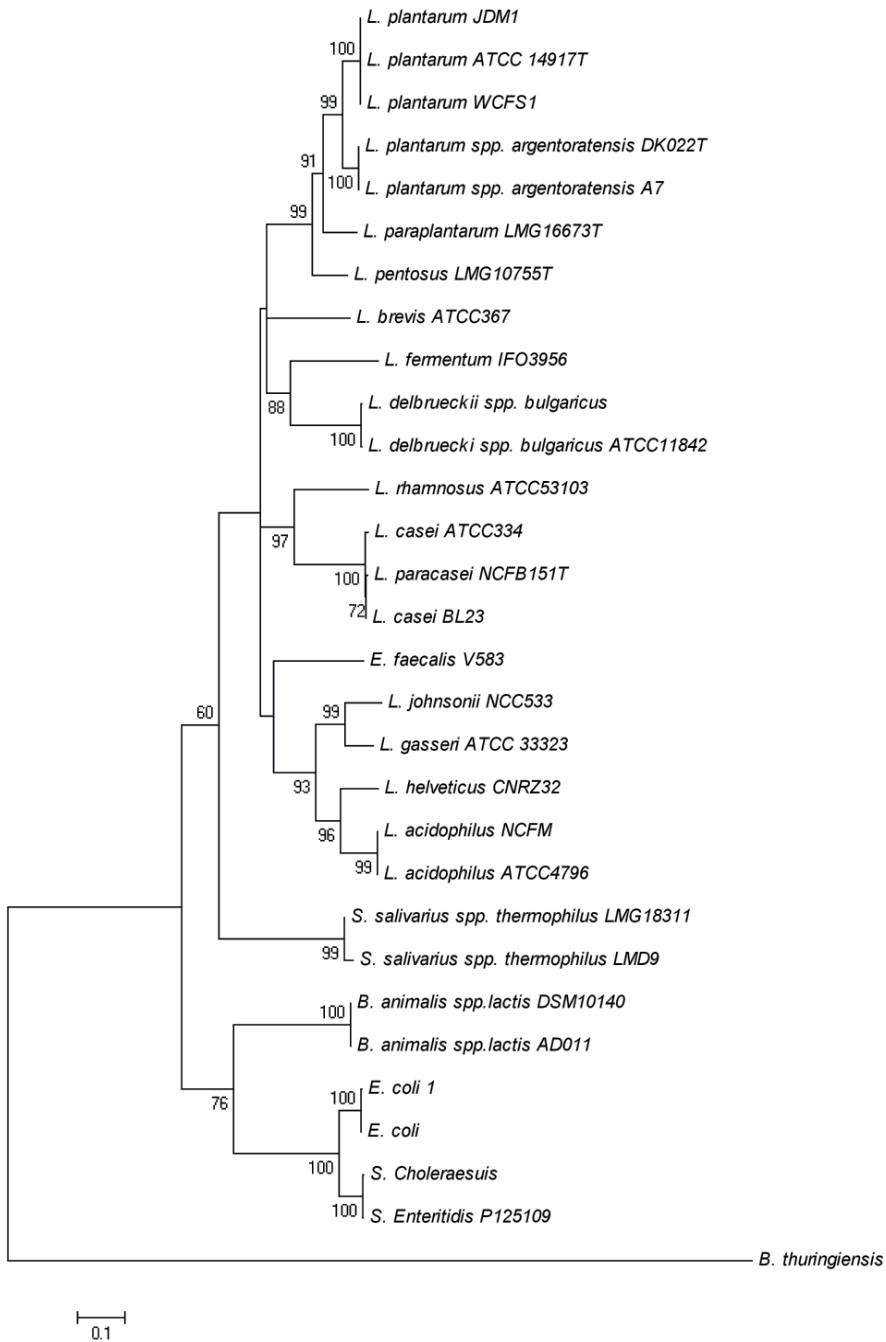 L. plantarum JDM1
100
L. plantarum ATCC 14917T
99
L. plantarum WCFS1
L. plantarum spp. argentoratensis DK022T
91
100
L. plantarum spp. argentoratensis A7
99
L. paraplantarum LMG16673T
L. pentosus LMG10755T
L. brevis ATCC367
L. fermentum IFO3956
88
L. delbrueckii spp. bulgaricus
100
L. delbruecki spp. bulgaricus ATCC11842
L. rhamnosus ATCC53103
97
L. casei ATCC334
100
L. paracasei NCFB151T
72
L. casei BL23
E. faecalis V583
60
99
L. johnsonii NCC533
L. gasseri ATCC 33323
93
L. helveticus CNRZ32
96
L. acidophilus NCFM
99
L. acidophilus ATCC4796
S. salivarius spp. thermophilus LMG18311
99
S. salivarius spp. thermophilus LMD9
B. animalis spp.lactis DSM10140
100
B. animalis spp.lactis AD011
76
100
E. coli 1
E. coli
100
S. Choleraesuis
100
S. Enteritidis P125109
B. thuringiensis
0.1